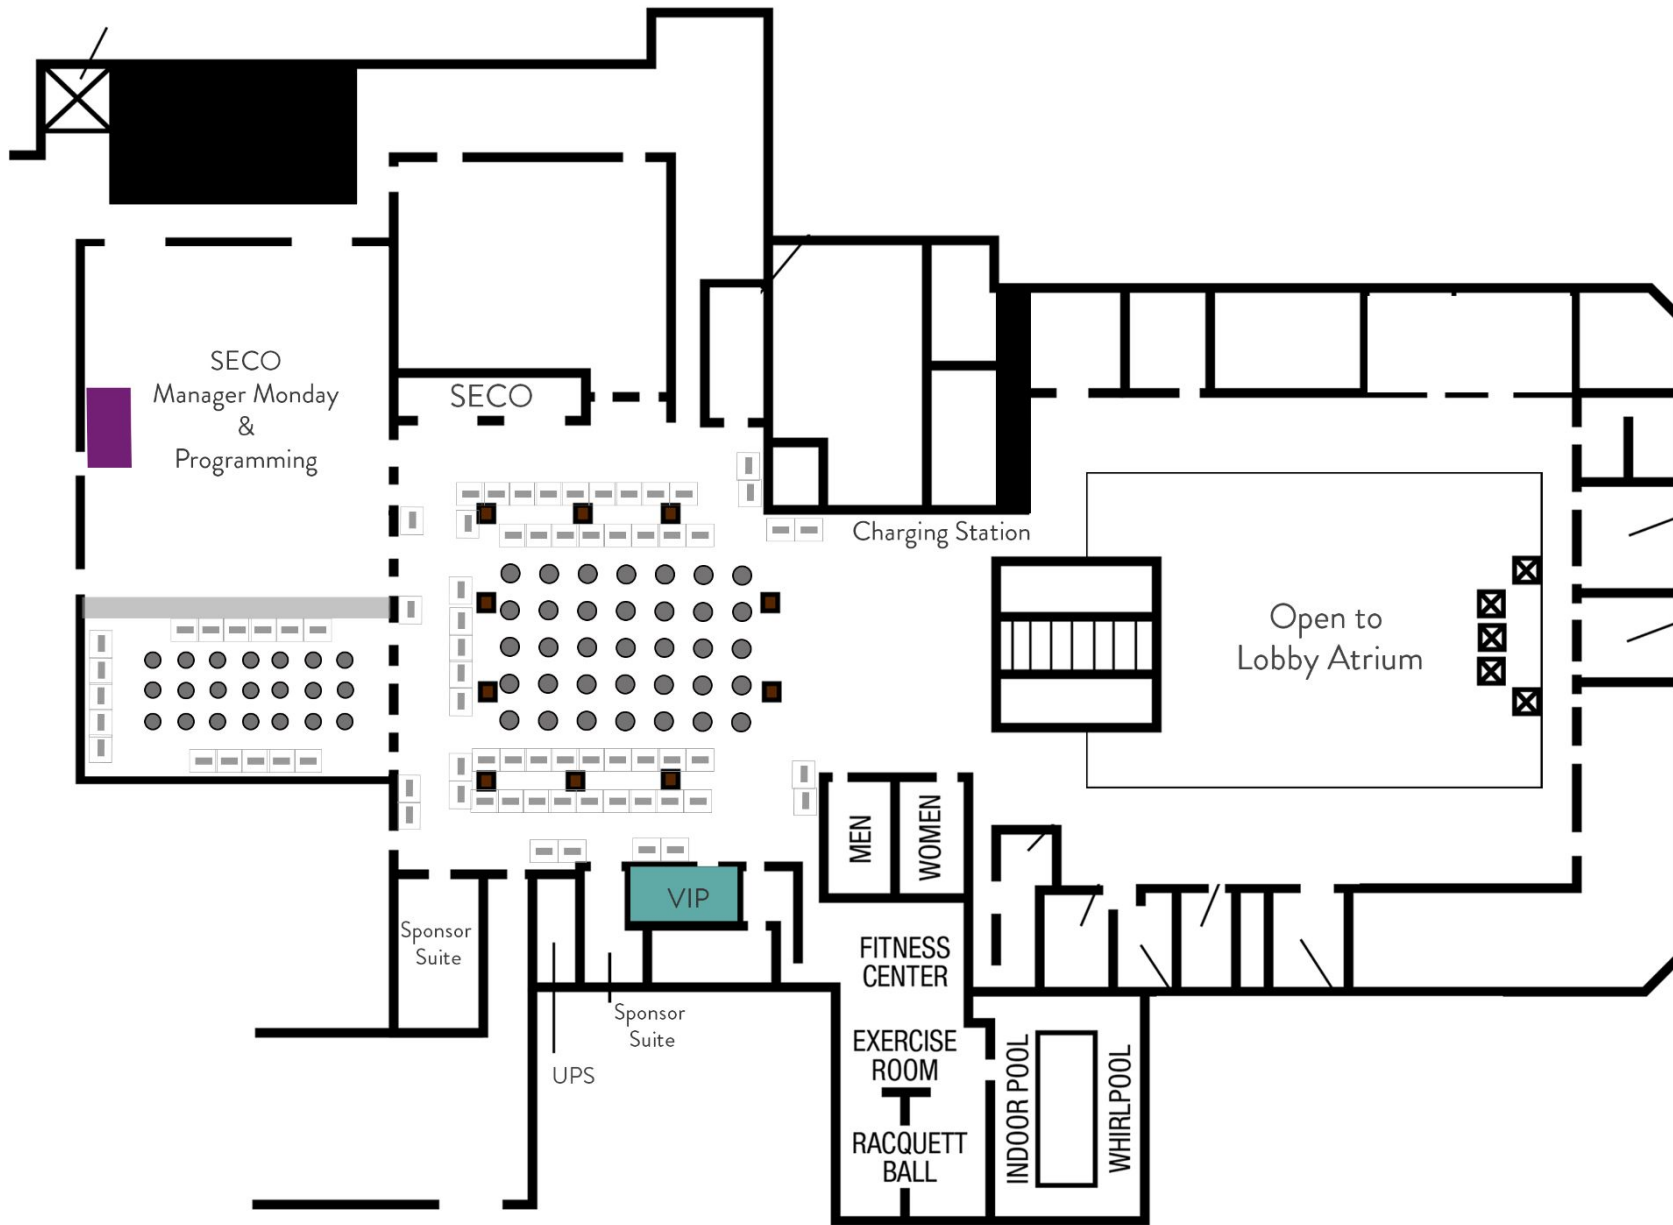 SECO
Manager Monday
&
Programming
SECO
Charging Station
Open to
Lobby Atrium
MEN
WOMEN
VIP
Sponsor
Suite
FITNESS
CENTER
Sponsor
Suite
UPS
EXERCISE
ROOM
RACQUETT
BALL
INDOOR POOL
WHIRLPOOL